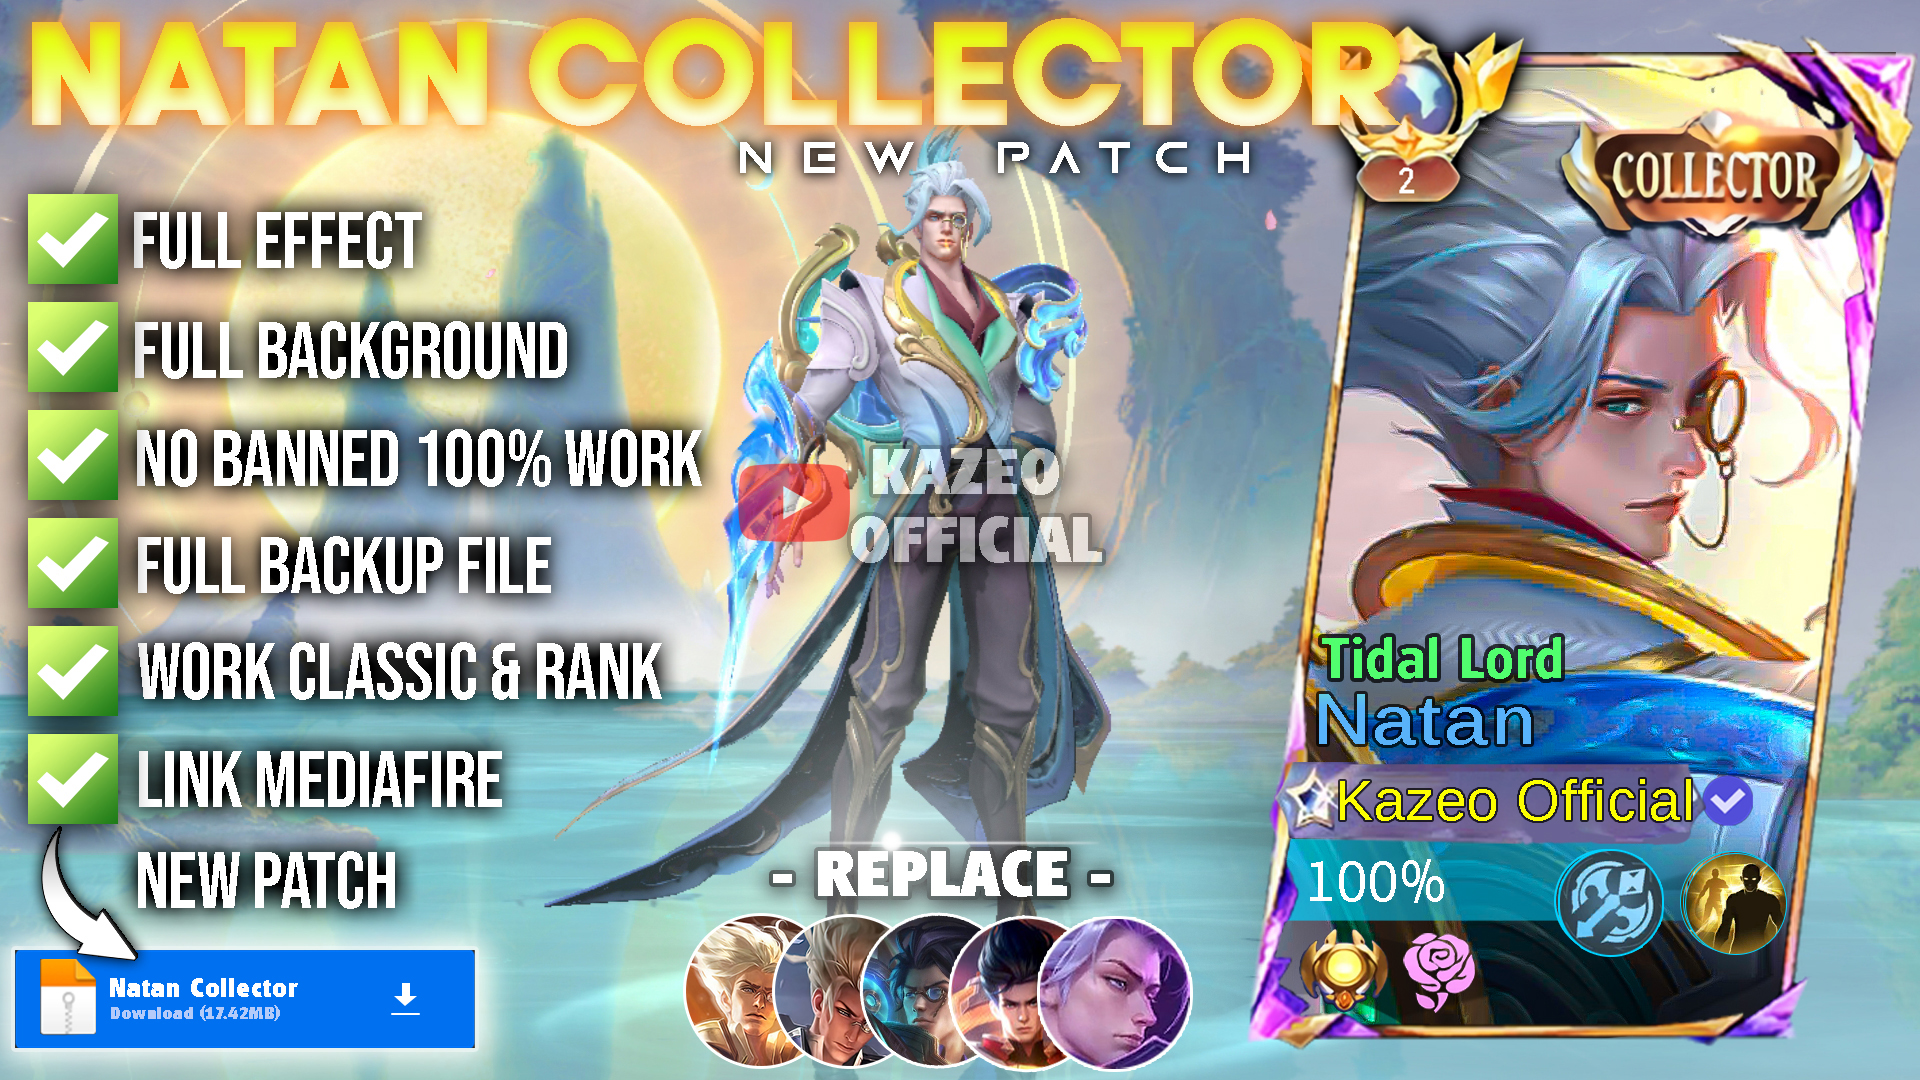 NATAN COLLECTOR
NEW PATCH
FULL EFFECT
FULL BACKGROUND
NO BANNED 100% WORK
FULL BACKUP FILE
WORK CLASSIC & RANK
LINK MEDIAFIRE
NEW PATCH
Natan Collector
Download (17.42MB)
KAZEO
OFFICIAL
- REPLACE -
2
COLLECTOR
Tidal Lord
Natan
Kazeo Official
100%